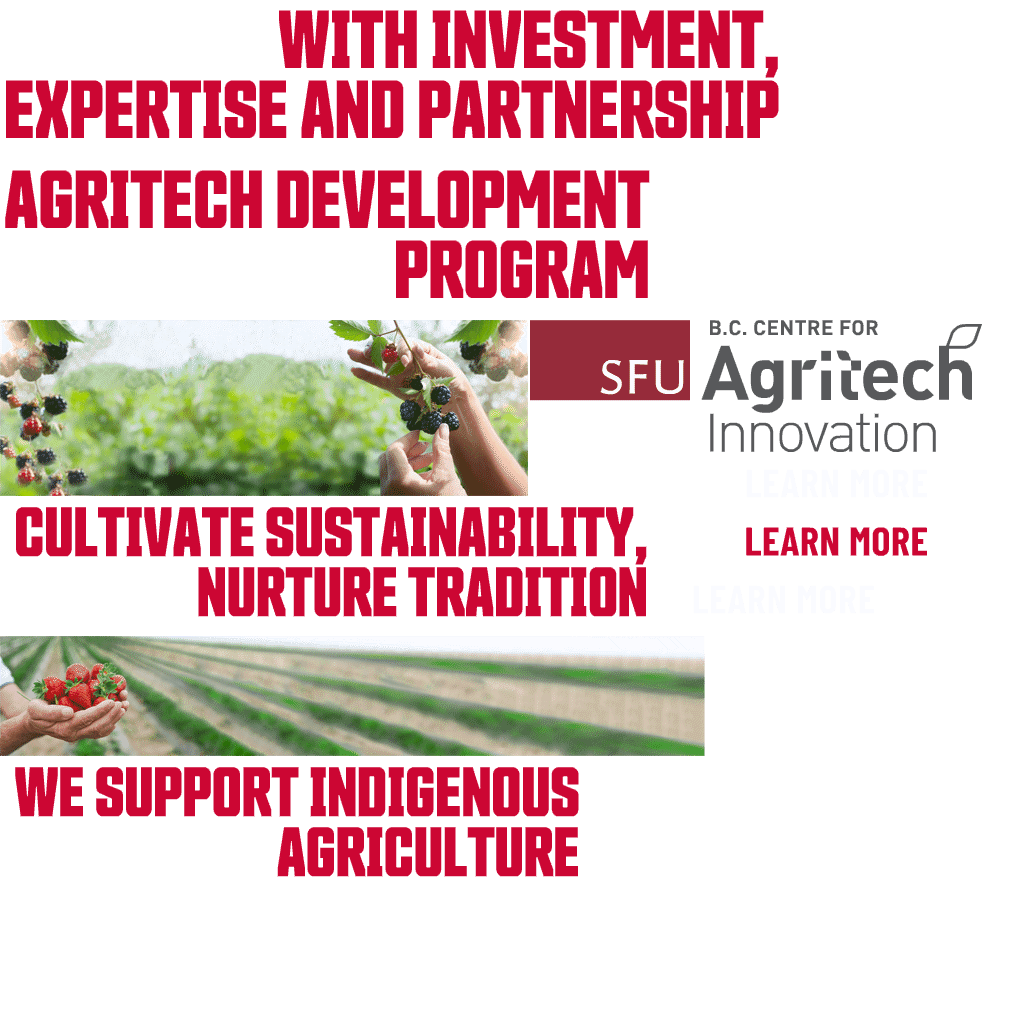 WITH INVESTMENT,
EXPERTISE AND PARTNERSHIP
AGRITECH DEVELOPMENT
PROGRAM
SFU
B.C. CENTRE FOR
Agritech
Innovation
LEARN MORE
CULTIVATE SUSTAINABILITY,
NURTURE TRADITION
LEARN MORE
LEARN MORE
WE SUPPORT INDIGENOUS
AGRICULTURE